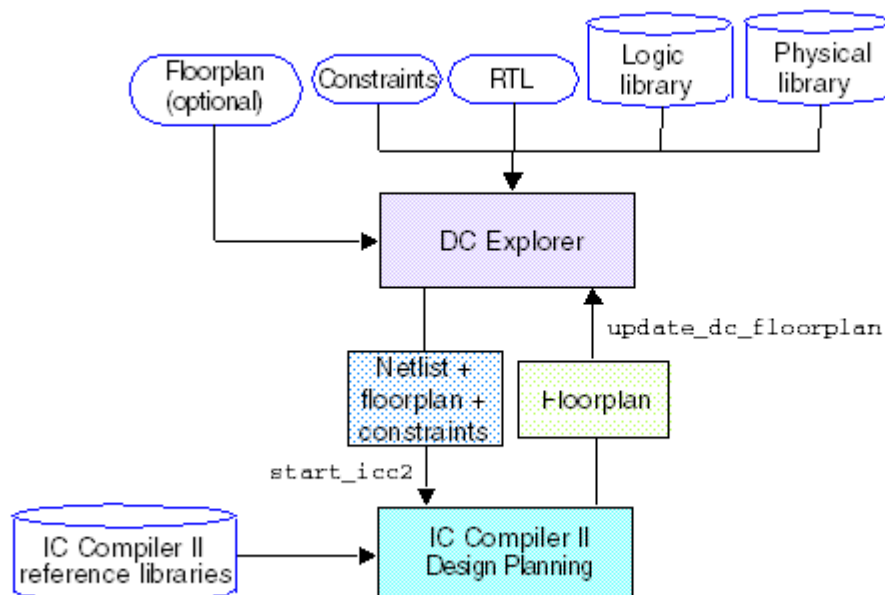 Floorplan
(optional)
Constraints
RTL
Logic
library
Physical
library
DC Explorer
update_dc_floorplan
Netlist +
floorplan +
constraints
Floorplan
start_icc2
IC Compiler II
reference libraries
IC Compiler II
Design Planning